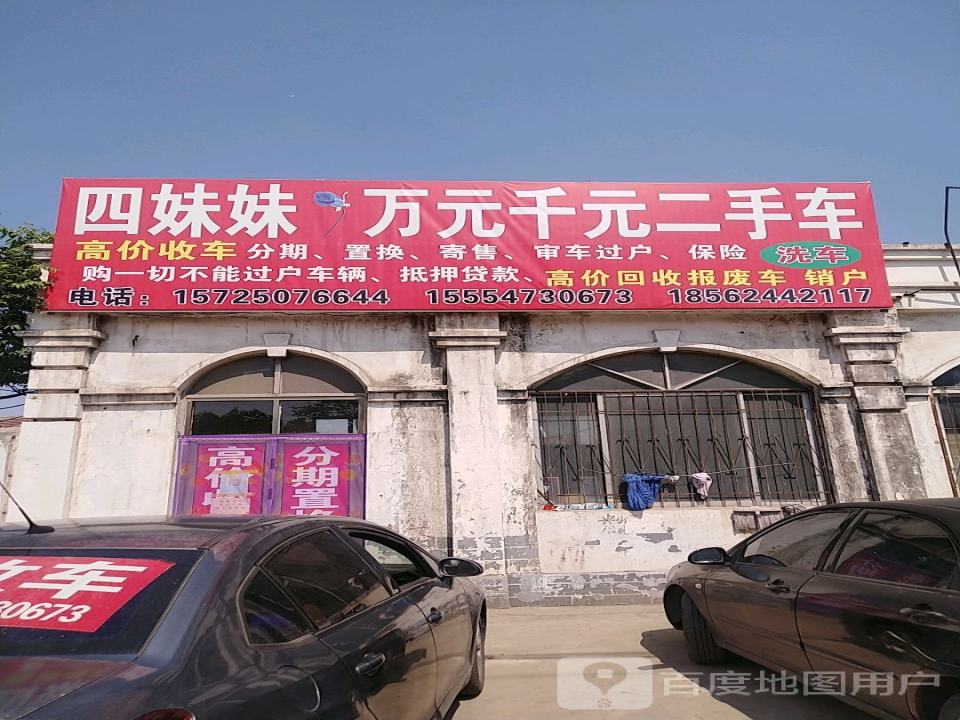 四妹妹 万元千元二手车
高价收车 分期、置换、寄售、审车过户、保险 洗车
购一切不能过户车辆、抵押贷款、高价回收报废车 销户
电话：15725076644 15554730673 18562442117
高价收
分期置换
收车
30673
百度地图用户